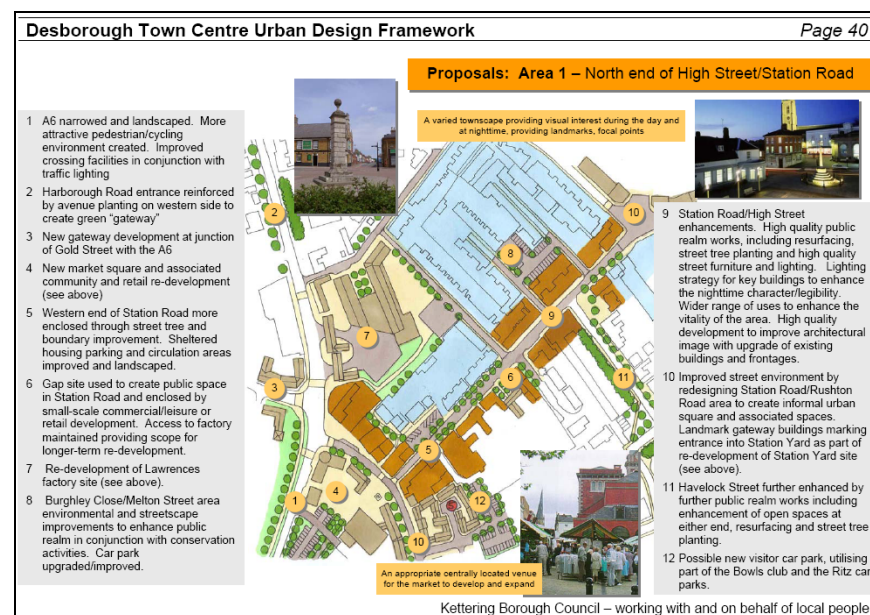 Desborough Town Centre Urban Design Framework
Page 40
Proposals: Area 1 – North end of High Street/Station Road
A varied townscape providing visual interest during the day and
at nighttime, providing landmarks, focal points
1 A6 narrowed and landscaped. More
attractive pedestrian/cycling
environment created. Improved
crossing facilities in conjunction with
traffic lighting
2 Harborough Road entrance reinforced
by avenue planting on western side to
create green “gateway”
3 New gateway development at junction
of Gold Street with the A6
4 New market square and associated
community and retail re-development
(see above)
5 Western end of Station Road more
enclosed through street tree and
boundary improvement. Sheltered
housing parking and circulation areas
improved and landscaped.
6 Gap site used to create public space
in Station Road and enclosed by
small-scale commercial/leisure or
retail development. Access to factory
maintained providing scope for
longer-term re-development.
7 Re-development of Lawrences
factory site (see above).
8 Burghley Close/Melton Street area
environmental and streetscape
improvements to enhance public
realm in conjunction with conservation
activities. Car park
upgraded/improved.
2
10
8
9
7
6
11
3
5
4
12
1
10
9 Station Road/High Street
enhancements. High quality public
realm works, including resurfacing,
street tree planting and high quality
street furniture and lighting. Lighting
strategy for key buildings to enhance
the nighttime character/legibility.
Wider range of uses to enhance the
vitality of the area. High quality
development to improve architectural
image with upgrade of existing
buildings and frontages.
10 Improved street environment by
redesigning Station Road/Rushton
Road area to create informal urban
square and associated spaces.
Landmark gateway buildings marking
entrance into Station Yard as part of
re-development of Station Yard site
(see above).
11 Havelock Street further enhanced by
further public realm works including
enhancement of open spaces at
either end, resurfacing and street tree
planting.
12 Possible new visitor car park, utilising
part of the Bowls club and the Ritz car
parks.
An appropriate centrally located venue
for the market to develop and expand
Kettering Borough Council – working with and on behalf of local people